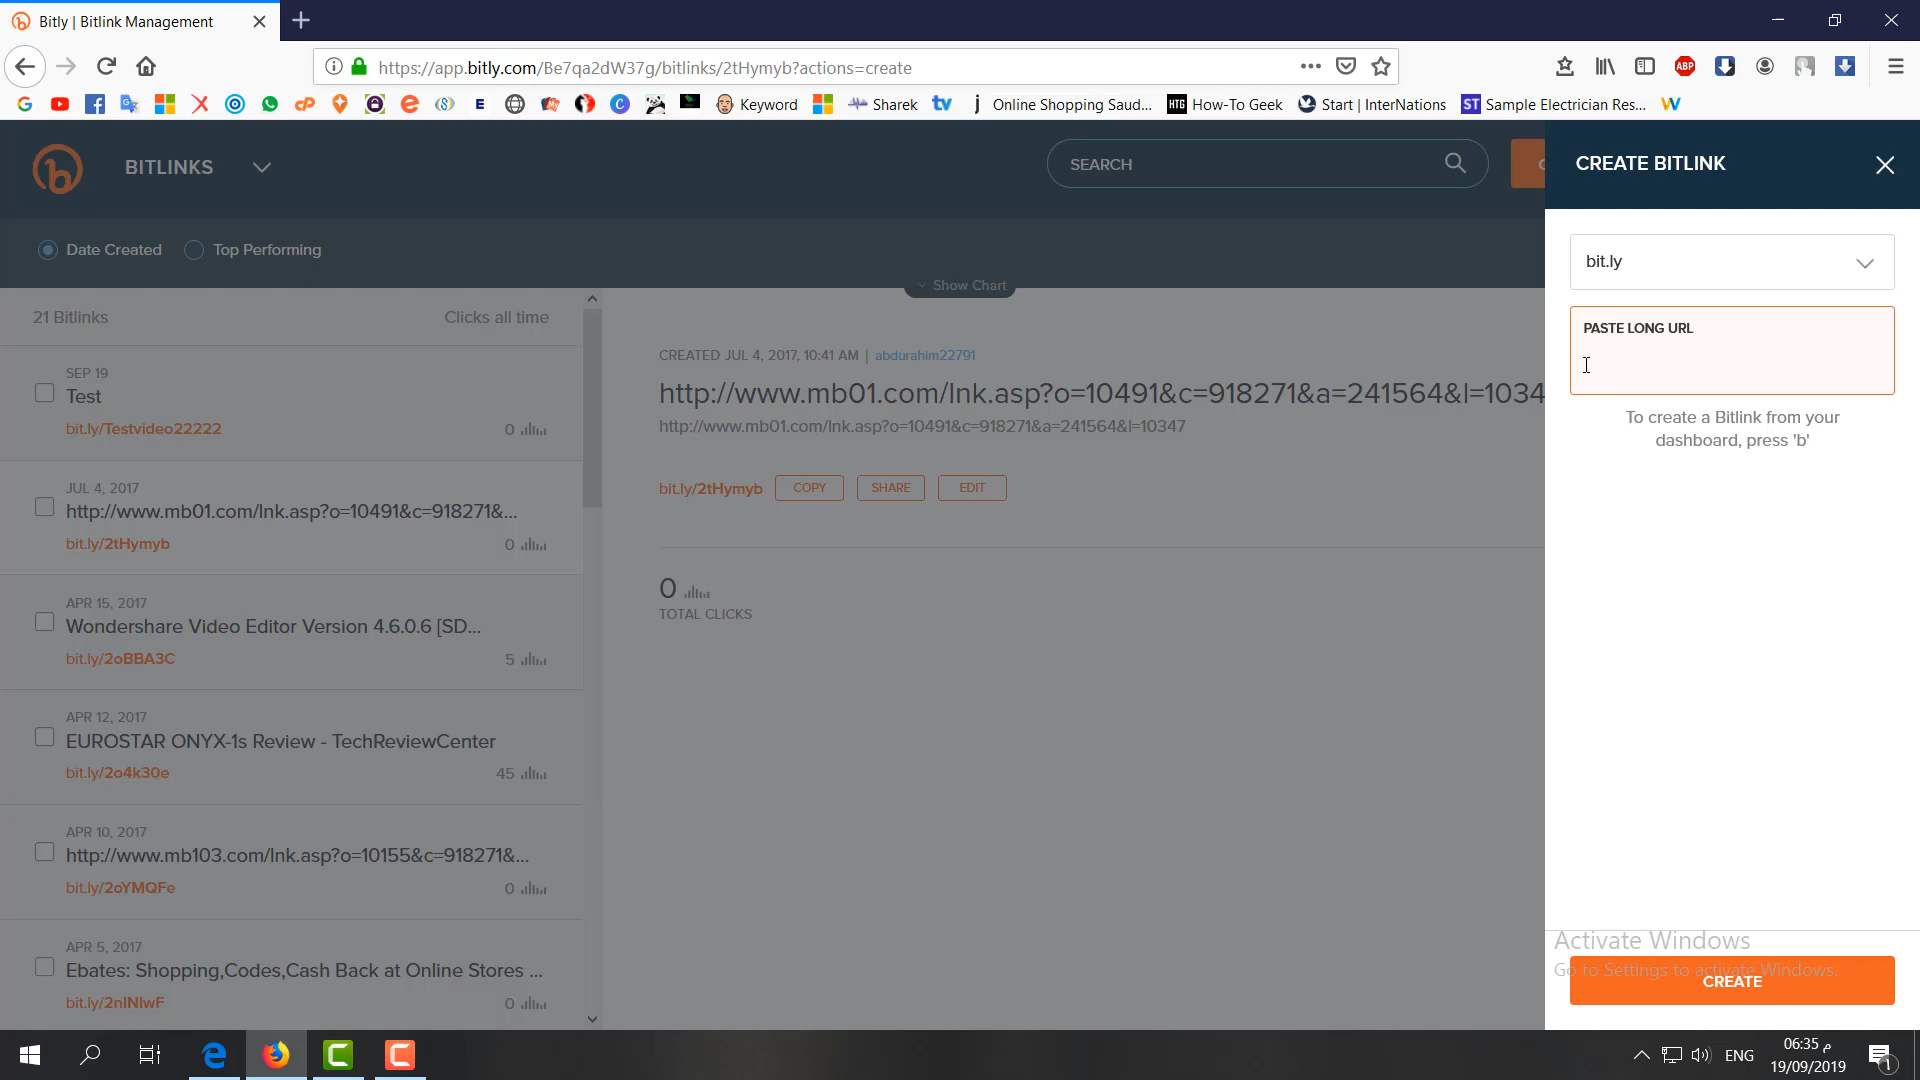 Bitly | Bitlink Management
https://app.bitly.com/Be7qa2dW37g/bitlinks/2tHymyb?actions=create
Keyword
Sharek
Online Shopping Saud...
How-To Geek
Start | InterNations
Sample Electrician Res...
BITLINKS
SEARCH
CREATE BITLINK
Date Created
Top Performing
Show Chart
bit.ly
PASTE LONG URL
To create a Bitlink from your
dashboard, press 'b'
21 Bitlinks
Clicks all time
SEP 19
Test
bit.ly/Testvideo22222
0
JUL 4, 2017
http://www.mb01.com/lnk.asp?o=10491&c=918271&...
bit.ly/2tHymyb
0
APR 15, 2017
Wondershare Video Editor Version 4.6.0.6 [SD...
bit.ly/2oBBA3C
5
APR 12, 2017
EUROSTAR ONYX-1s Review - TechReviewCenter
bit.ly/2o4k30e
45
APR 10, 2017
http://www.mb103.com/lnk.asp?o=10155&c=918271&...
bit.ly/2oYMQFe
0
APR 5, 2017
Ebates: Shopping,Codes,Cash Back at Online Stores ...
0
CREATED JUL 4, 2017, 10:41 AM | abdurahim22791
http://www.mb01.com/lnk.asp?o=10491&c=918271&a=241564&l=1034
http://www.mb01.com/lnk.asp?o=10491&c=918271&a=241564&l=10347
bit.ly/2tHymyb
COPY
SHARE
EDIT
0
TOTAL CLICKS
Activate Windows
Go to Settings to activate Windows.
CREATE
ENG
06:35 م
19/09/2019